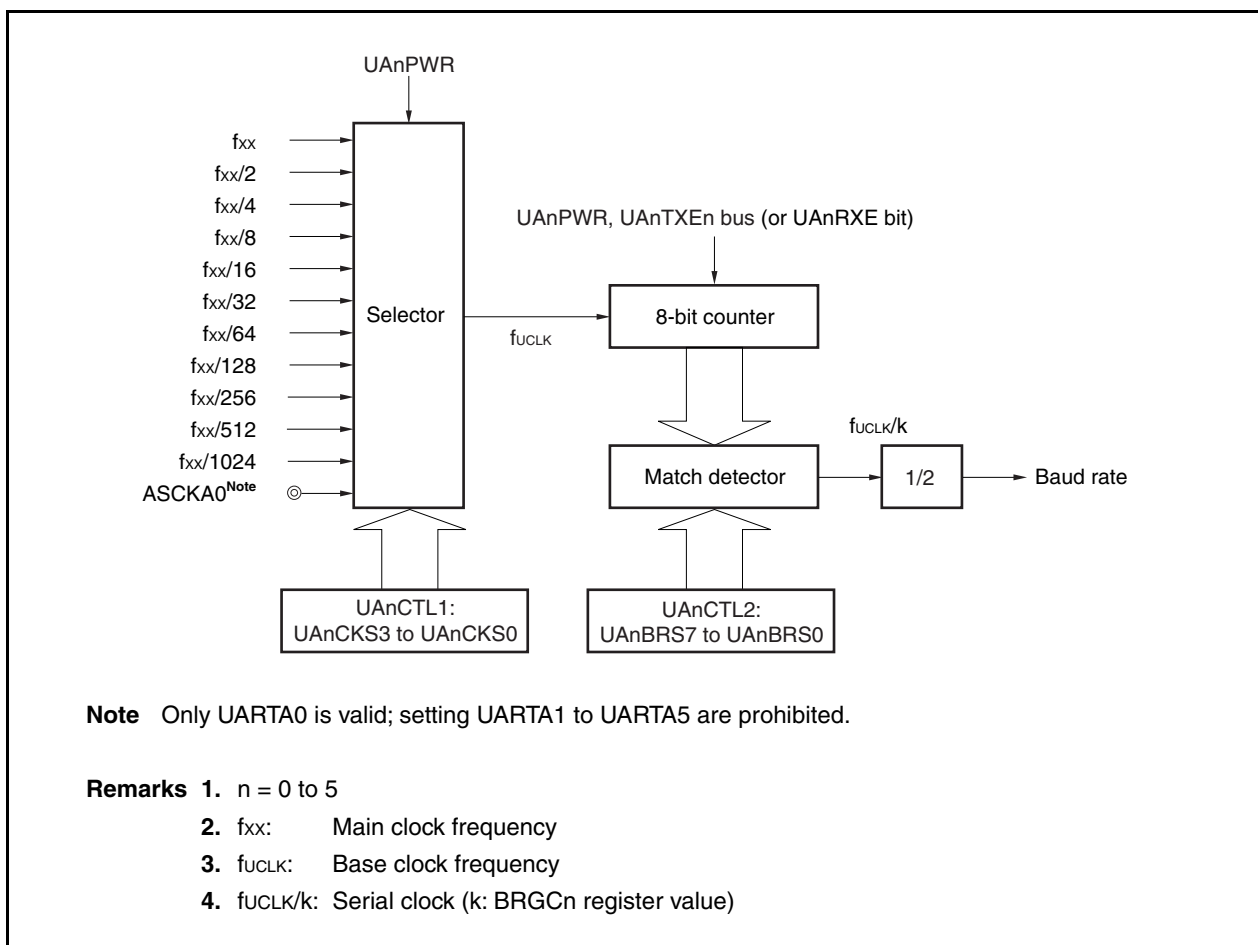 UAnPWR
fxx
fxx/2
fxx/4
fxx/8
fxx/16
fxx/32
fxx/64
fxx/128
fxx/256
fxx/512
fxx/1024
ASCKA0Note
Selector
fUCLK
UAnPWR, UAnTXEn bus (or UAnRXE bit)
8-bit counter
Match detector
fUCLK/k
1/2
Baud rate
UAnCTL1:
UAnCKS3 to UAnCKS0
UAnCTL2:
UAnBRS7 to UAnBRS0
Note Only UARTA0 is valid; setting UARTA1 to UARTA5 are prohibited.
Remarks 1. n = 0 to 5
2. fxx: Main clock frequency
3. fUCLK: Base clock frequency
4. fUCLK/k: Serial clock (k: BRGCn register value)